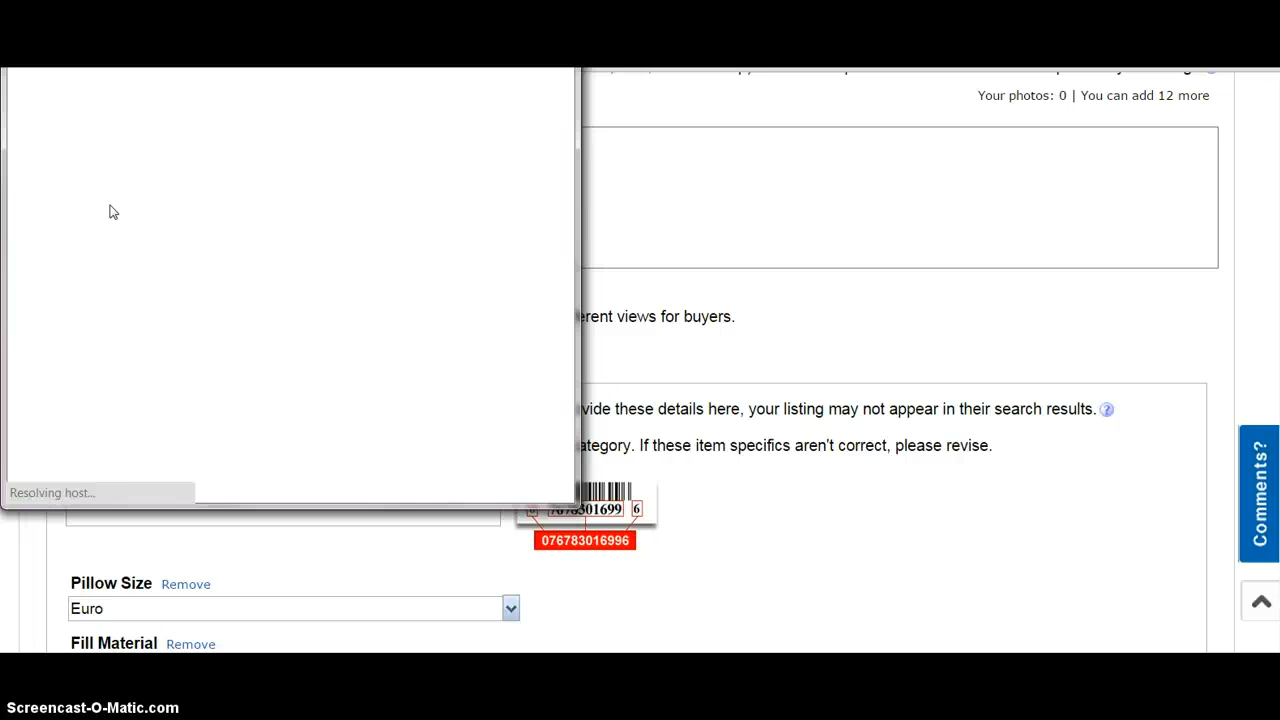 Your photos: 0 | You can add 12 more
erent views for buyers.
vide these details here, your listing may not appear in their search results. ?
ategory. If these item specifics aren't correct, please revise.
Resolving host...
6
076783016996
Pillow Size Remove
Euro
Fill Material Remove
Comments?
Screencast-O-Matic.com